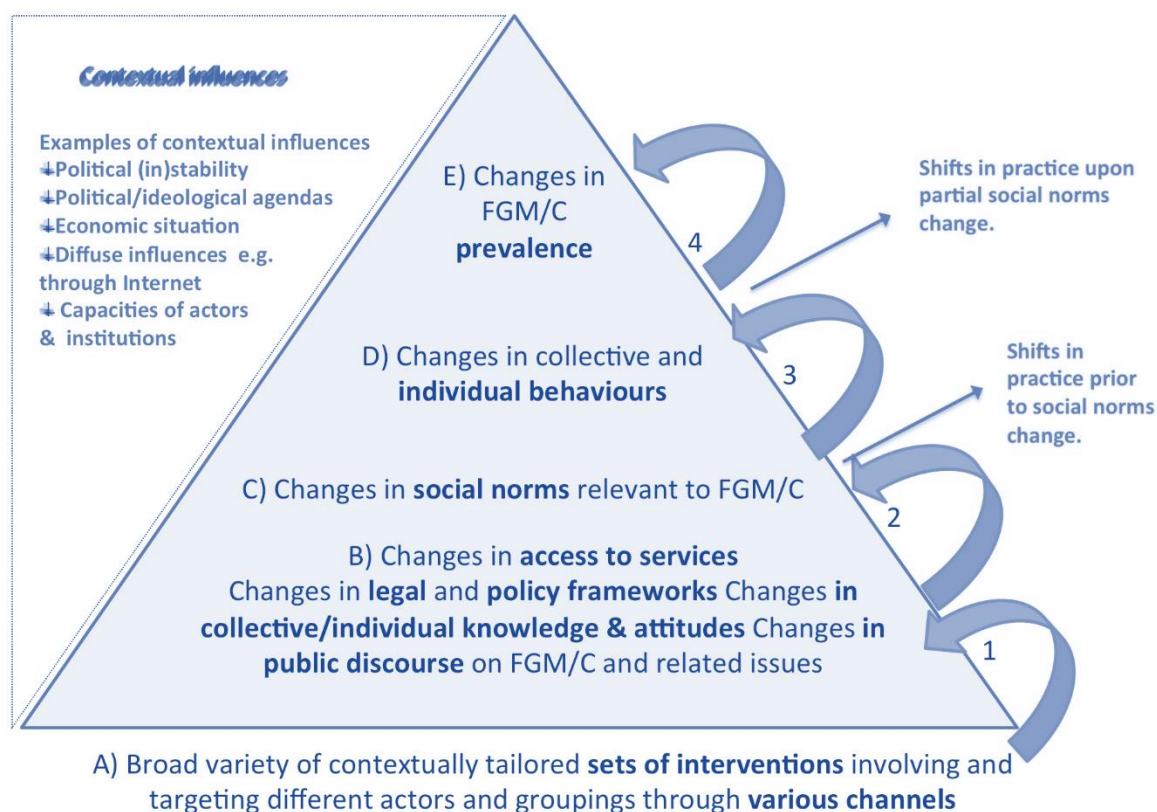 Contextual influences
Examples of contextual influences
Political (in)stability
Political/ideological agendas
Economic situation
Diffuse influences e.g.
through Internet
Capacities of actors
& institutions
E) Changes in
FGM/C
prevalence
4
Shifts in practice upon
partial social norms
change.
D) Changes in collective and
individual behaviours
3
Shifts in
practice prior
to social norms
change.
C) Changes in social norms relevant to FGM/C
2
B) Changes in access to services
Changes in legal and policy frameworks Changes in
collective/individual knowledge & attitudes Changes in
public discourse on FGM/C and related issues
1
A) Broad variety of contextually tailored sets of interventions involving and
targeting different actors and groupings through various channels